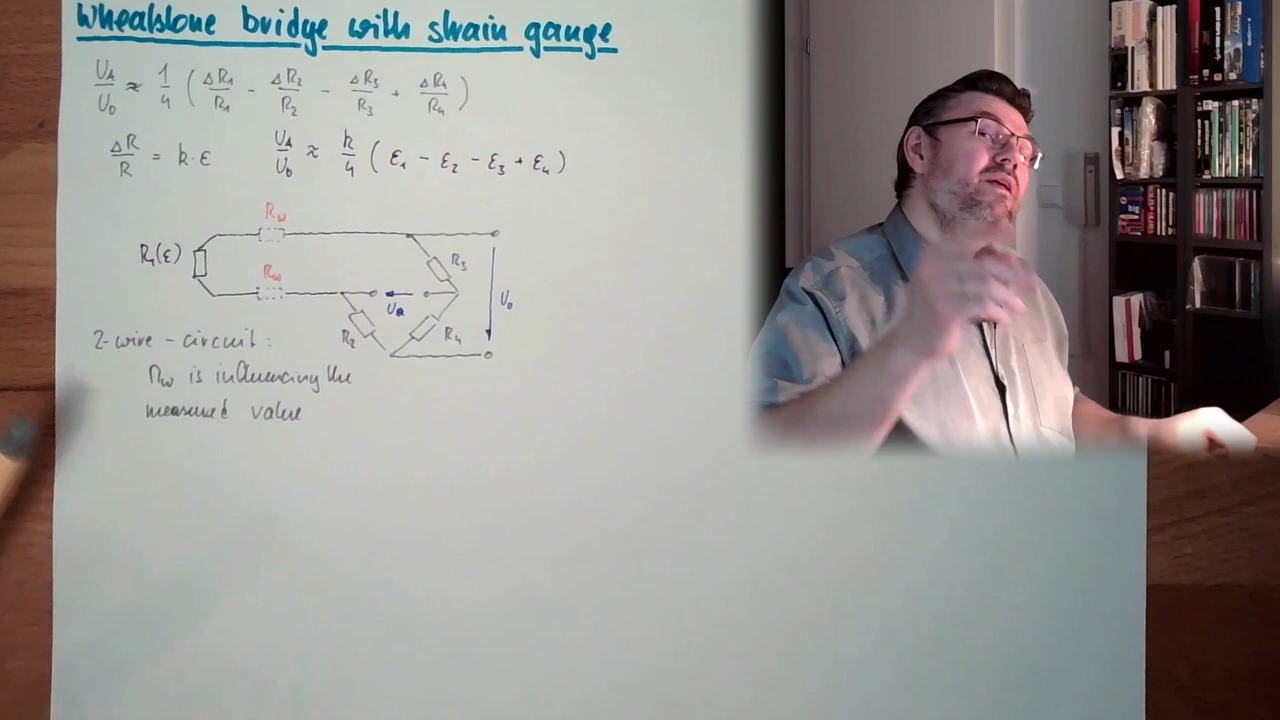 Wheatstone bridge with strain gauge
U_A/U_0 ≈ 1/4 ( ΔR_1/R_1 - ΔR_2/R_2 - ΔR_3/R_3 + ΔR_4/R_4 )
ΔR/R = k·ε    U_A/U_0 ≈ k/4 ( ε_1 - ε_2 - ε_3 + ε_4 )
R_w
R_1(ε)
R_3
R_w
U_a
U_0
R_2
R_4
2-wire-circuit:
R_w is influencing the
measured value
big